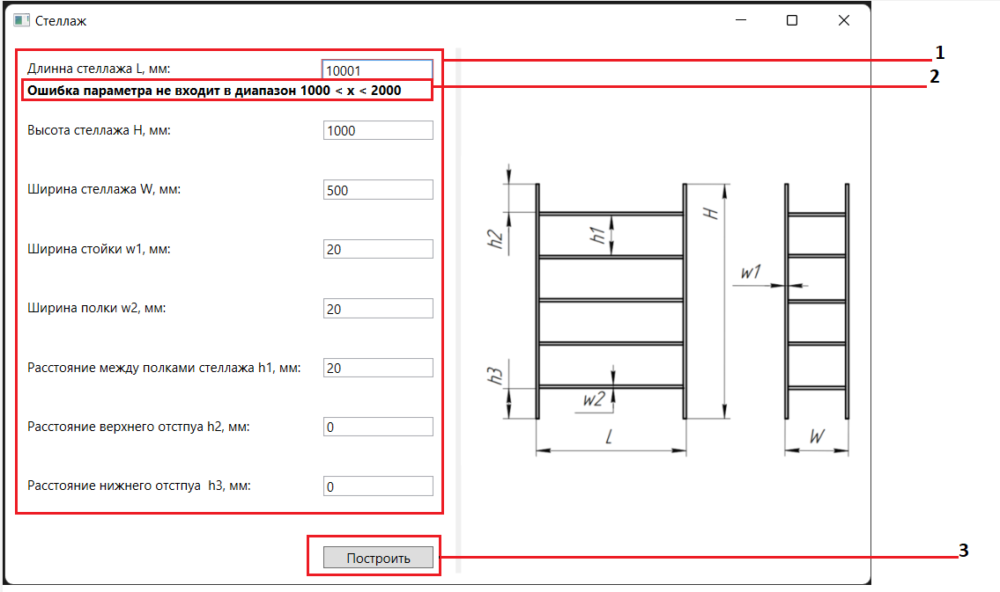 Стеллаж
1
Длинна стеллажа L, мм: 10001
2
Ошибка параметра не входит в диапазон 1000 < x < 2000
Высота стеллажа H, мм: 1000
Ширина стеллажа W, мм: 500
Ширина стойки w1, мм: 20
Ширина полки w2, мм: 20
Расстояние между полками стеллажа h1, мм: 20
Расстояние верхнего отстпуа h2, мм: 0
Расстояние нижнего отстпуа  h3, мм: 0
Построить
3
h2
h1
H
w1
h3
w2
L
W